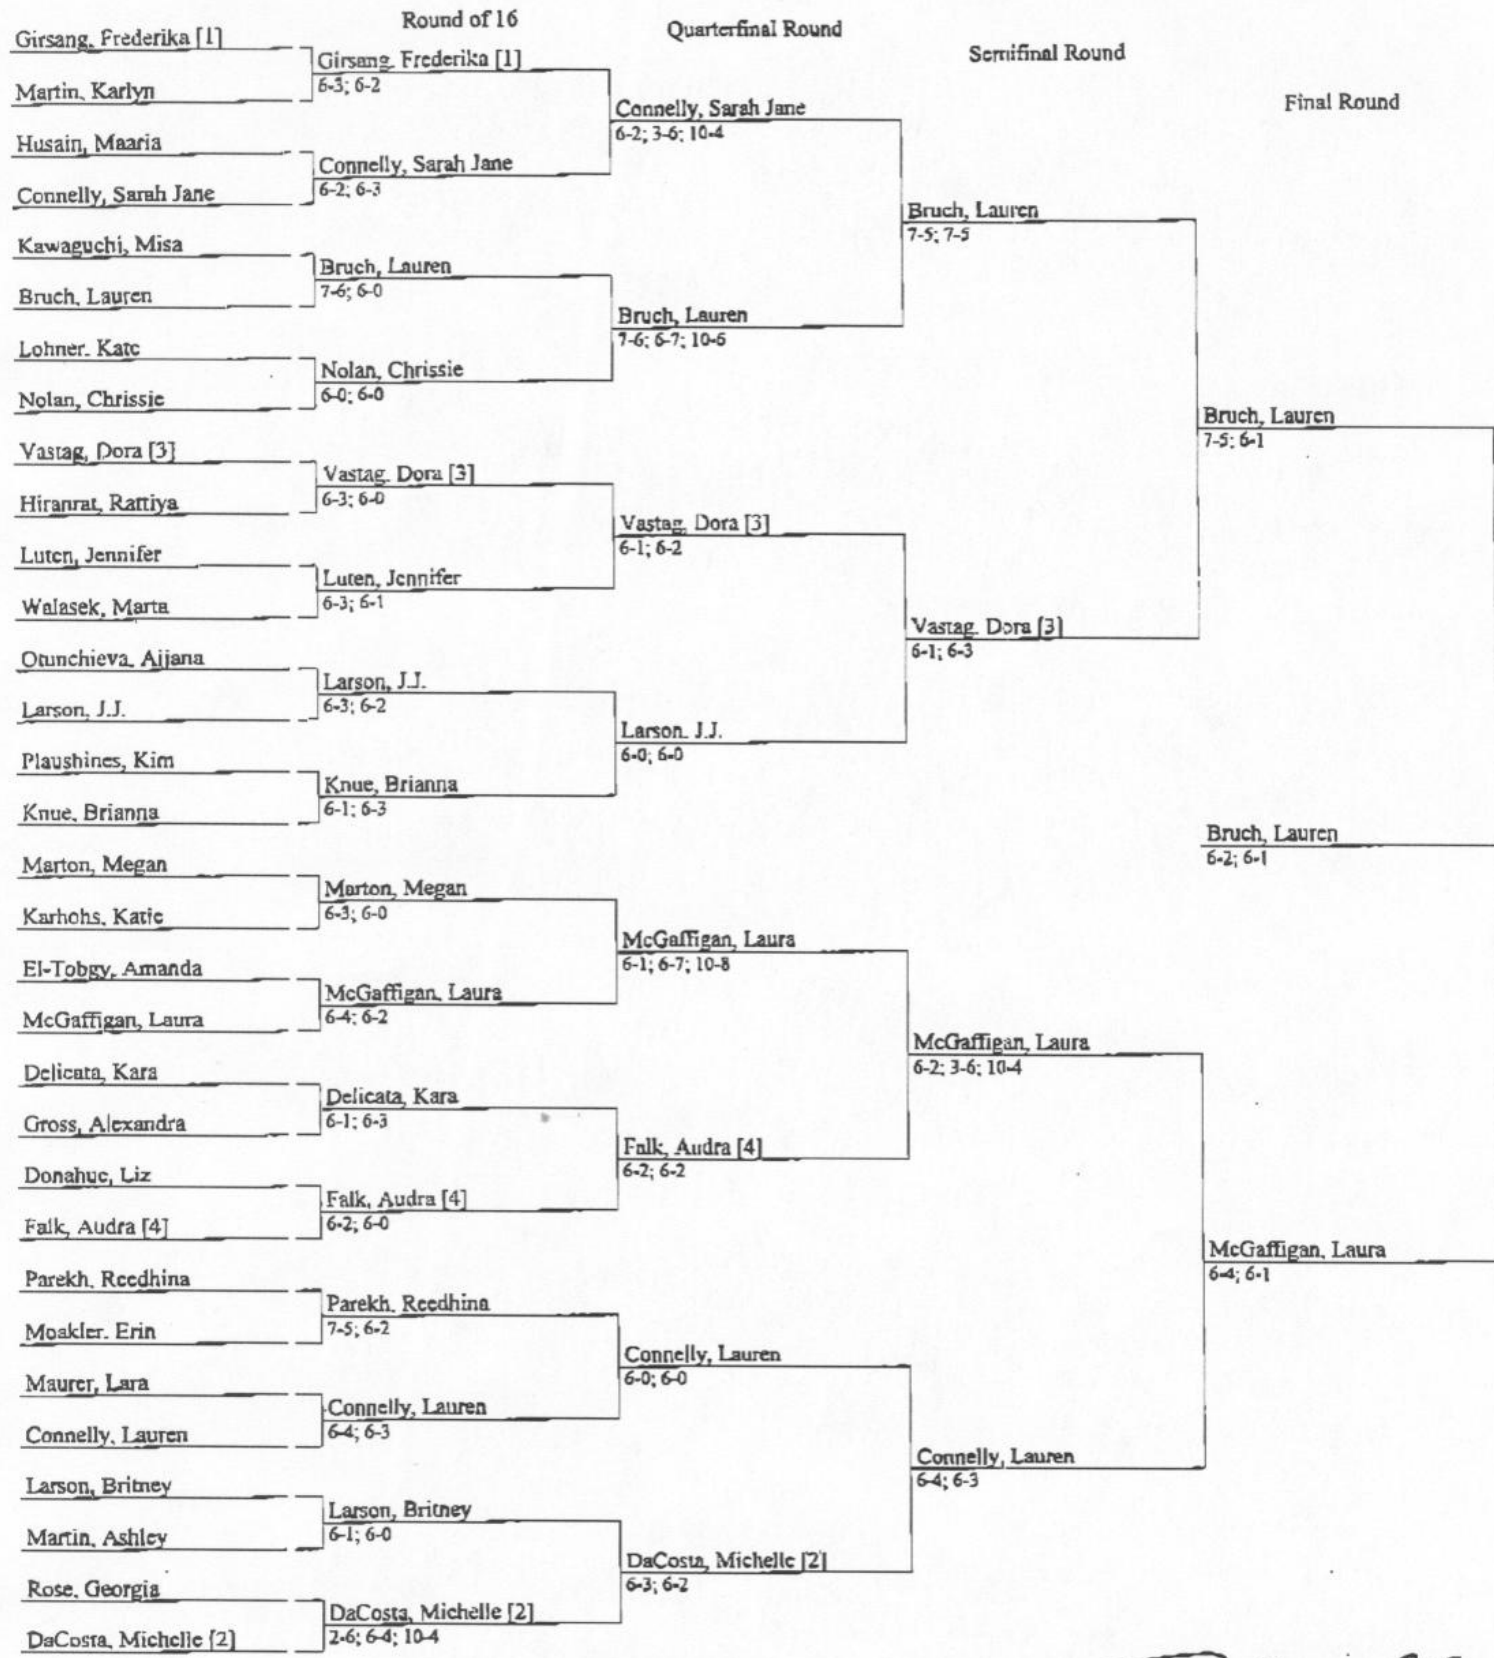 Round of 16
Quarterfinal Round
Semifinal Round
Final Round
Girsang, Frederika [1]
Martin, Karlyn
Husain, Maaria
Connelly, Sarah Jane
Kawaguchi, Misa
Bruch, Lauren
Lohner, Kate
Nolan, Chrissie
Vastag, Dora [3]
Hiranrat, Rattiya
Luten, Jennifer
Walasek, Marta
Otunchieva, Aijana
Larson, J.J.
Plaushines, Kim
Knue, Brianna
Marton, Megan
Karhohs, Katie
El-Tobgy, Amanda
McGaffigan, Laura
Delicata, Kara
Gross, Alexandra
Donahue, Liz
Falk, Audra [4]
Parekh, Reedhina
Moakler, Erin
Maurer, Lara
Connelly, Lauren
Larson, Britney
Martin, Ashley
Rose, Georgia
DaCosta, Michelle [2]
Girsang, Frederika [1]
6-3; 6-2
Connelly, Sarah Jane
6-2; 6-3
Bruch, Lauren
7-6; 6-0
Nolan, Chrissie
6-0; 6-0
Vastag, Dora [3]
6-3; 6-0
Luten, Jennifer
6-3; 6-1
Larson, J.J.
6-3; 6-2
Knue, Brianna
6-1; 6-3
Marton, Megan
6-3; 6-0
McGaffigan, Laura
6-4; 6-2
Delicata, Kara
6-1; 6-3
Falk, Audra [4]
6-2; 6-0
Parekh, Reedhina
7-5; 6-2
Connelly, Lauren
6-4; 6-3
Larson, Britney
6-1; 6-0
DaCosta, Michelle [2]
2-6; 6-4; 10-4
Connelly, Sarah Jane
6-2; 3-6; 10-4
Bruch, Lauren
7-6; 6-7; 10-6
Vastag, Dora [3]
6-1; 6-2
Larson, J.J.
6-0; 6-0
McGaffigan, Laura
6-1; 6-7; 10-8
Falk, Audra [4]
6-2; 6-2
Connelly, Lauren
6-0; 6-0
DaCosta, Michelle [2]
6-3; 6-2
Bruch, Lauren
7-5; 7-5
Vastag, Dora [3]
6-1; 6-3
McGaffigan, Laura
6-2; 3-6; 10-4
Connelly, Lauren
6-4; 6-3
Bruch, Lauren
7-5; 6-1
Bruch, Lauren
6-2; 6-1
McGaffigan, Laura
6-4; 6-1